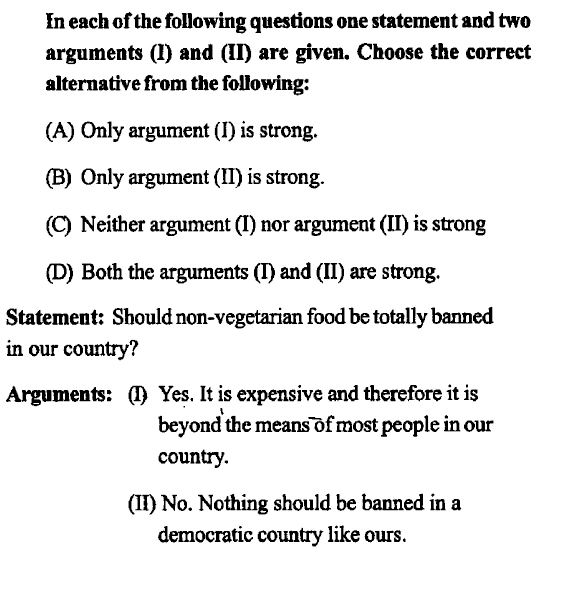 In each of the following questions one statement and two
arguments (I) and (II) are given. Choose the correct
alternative from the following:
(A) Only argument (I) is strong.
(B) Only argument (II) is strong.
(C) Neither argument (I) nor argument (II) is strong
(D) Both the arguments (I) and (II) are strong.
Statement: Should non-vegetarian food be totally banned
in our country?
Arguments: (I) Yes. It is expensive and therefore it is
beyond the means of most people in our
country.
(II) No. Nothing should be banned in a
democratic country like ours.